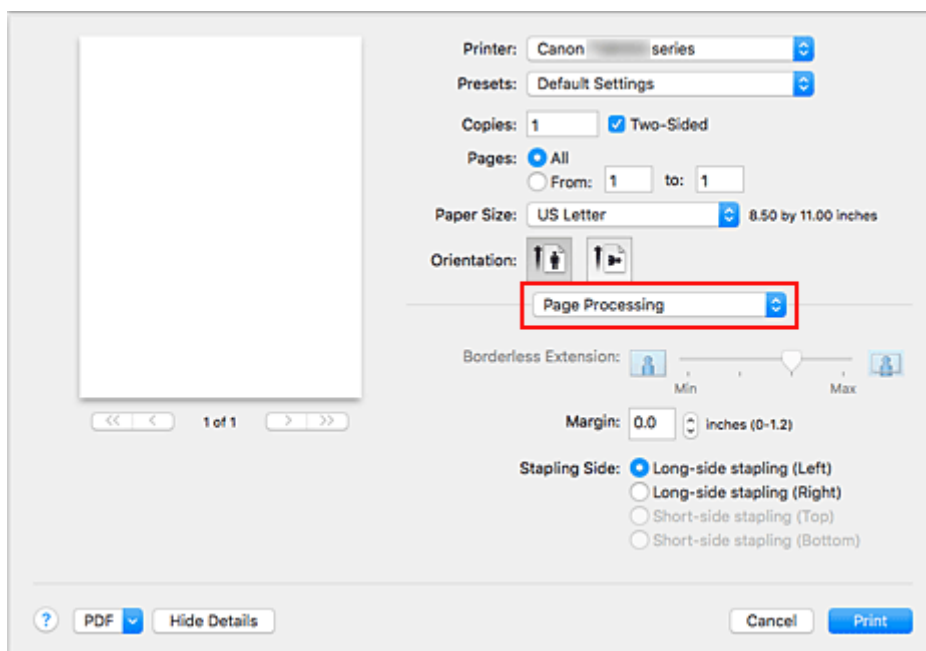 Printer: Canon series
Presets: Default Settings
Copies: 1 Two-Sided
Pages: All
From: 1 to: 1
Paper Size: US Letter 8.50 by 11.00 inches
Orientation:
Page Processing
Borderless Extension:
Min Max
<< < 1 of 1 > >>
Margin: 0.0 inches (0-1.2)
Stapling Side: Long-side stapling (Left)
Long-side stapling (Right)
Short-side stapling (Top)
Short-side stapling (Bottom)
? PDF Hide Details Cancel Print